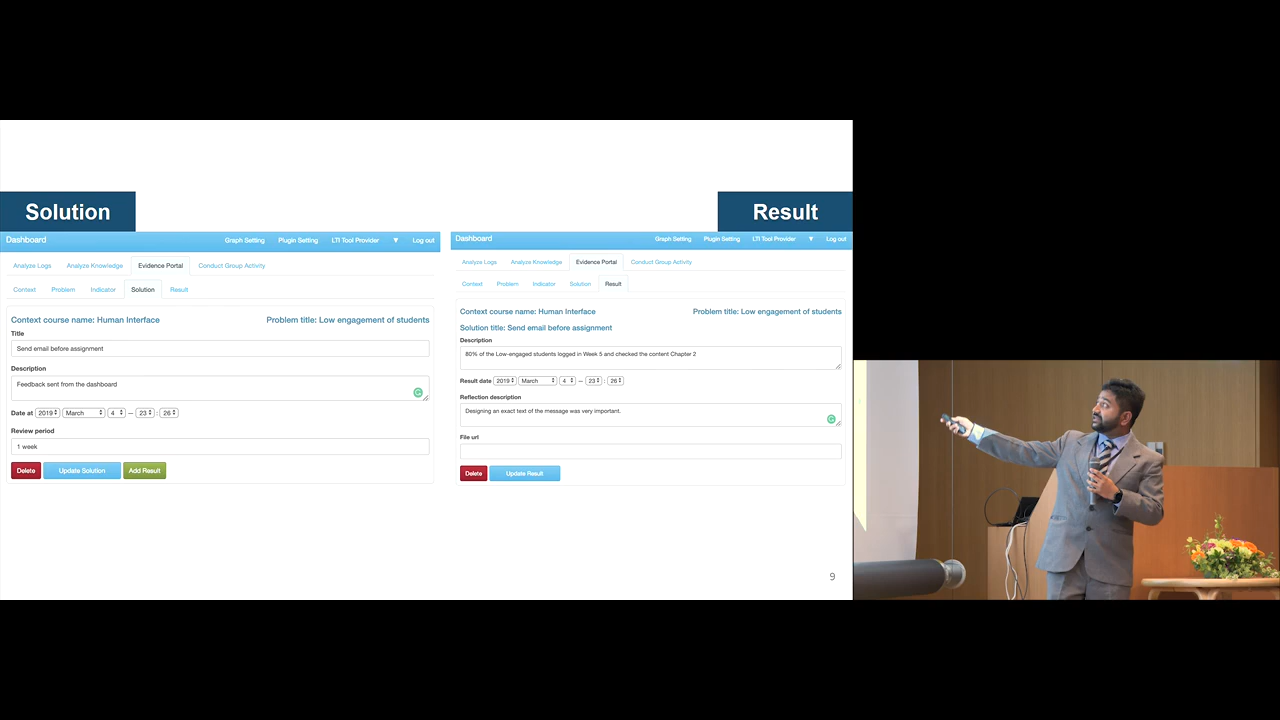 Solution
Dashboard
Graph Setting Plugin Setting LTI Tool Provider ▼ Log out
Analyze Logs Analyze Knowledge Evidence Portal Conduct Group Activity
Context Problem Indicator Solution Result
Context course name: Human Interface Problem title: Low engagement of students
Title
Send email before assignment
Description
Feedback sent from the dashboard
Date at 2019 March 4 — 23 : 26
Review period
1 week
Delete Update Solution Add Result
Result
Dashboard
Graph Setting Plugin Setting LTI Tool Provider ▼ Log out
Analyze Logs Analyze Knowledge Evidence Portal Conduct Group Activity
Context Problem Indicator Solution Result
Context course name: Human Interface Problem title: Low engagement of students
Solution title: Send email before assignment
Description
80% of the Low-engaged students logged in Week 5 and checked the content Chapter 2
Result date 2019 March 4 — 23 : 26
Reflection description
Designing an exact text of the message was very important.
File url
Delete Update Result
9